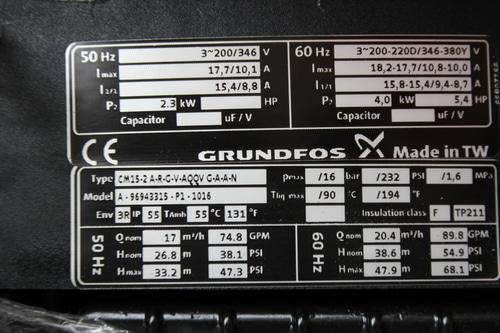 50 Hz 3~200/346 V
I max 17,7/10,1 A
I 1/1 15,4/8,8 A
P2 2.3 kW HP
Capacitor uF / V
60 Hz 3~200-220D/346-380Y V
I max 18,2-17,7/10,8-10,0 A
I 1/1 15,8-15,4/9,4-8,7 A
P2 4,0 kW 5,4 HP
Capacitor uF / V
CE GRUNDFOS Made in TW
Type CM15-2 A-R-G-V-AQQV G-A-A-N pmax /16 bar /232 PSI /1,6 MPa
Model A - 96943315 - P1 - 1016 Tliq max /90 °C /194 °F
Env 3R IP 55 TAmb 55 °C 131 °F Insulation class F TP211
50 Hz
Q nom 17 m³/h 74.8 GPM
H nom 26.8 m 38.1 PSI
H max 33.2 m 47.3 PSI
60 Hz
Q nom 20.4 m³/h 89.8 GPM
H nom 38.6 m 54.9 PSI
H max 47.9 m 68.1 PSI